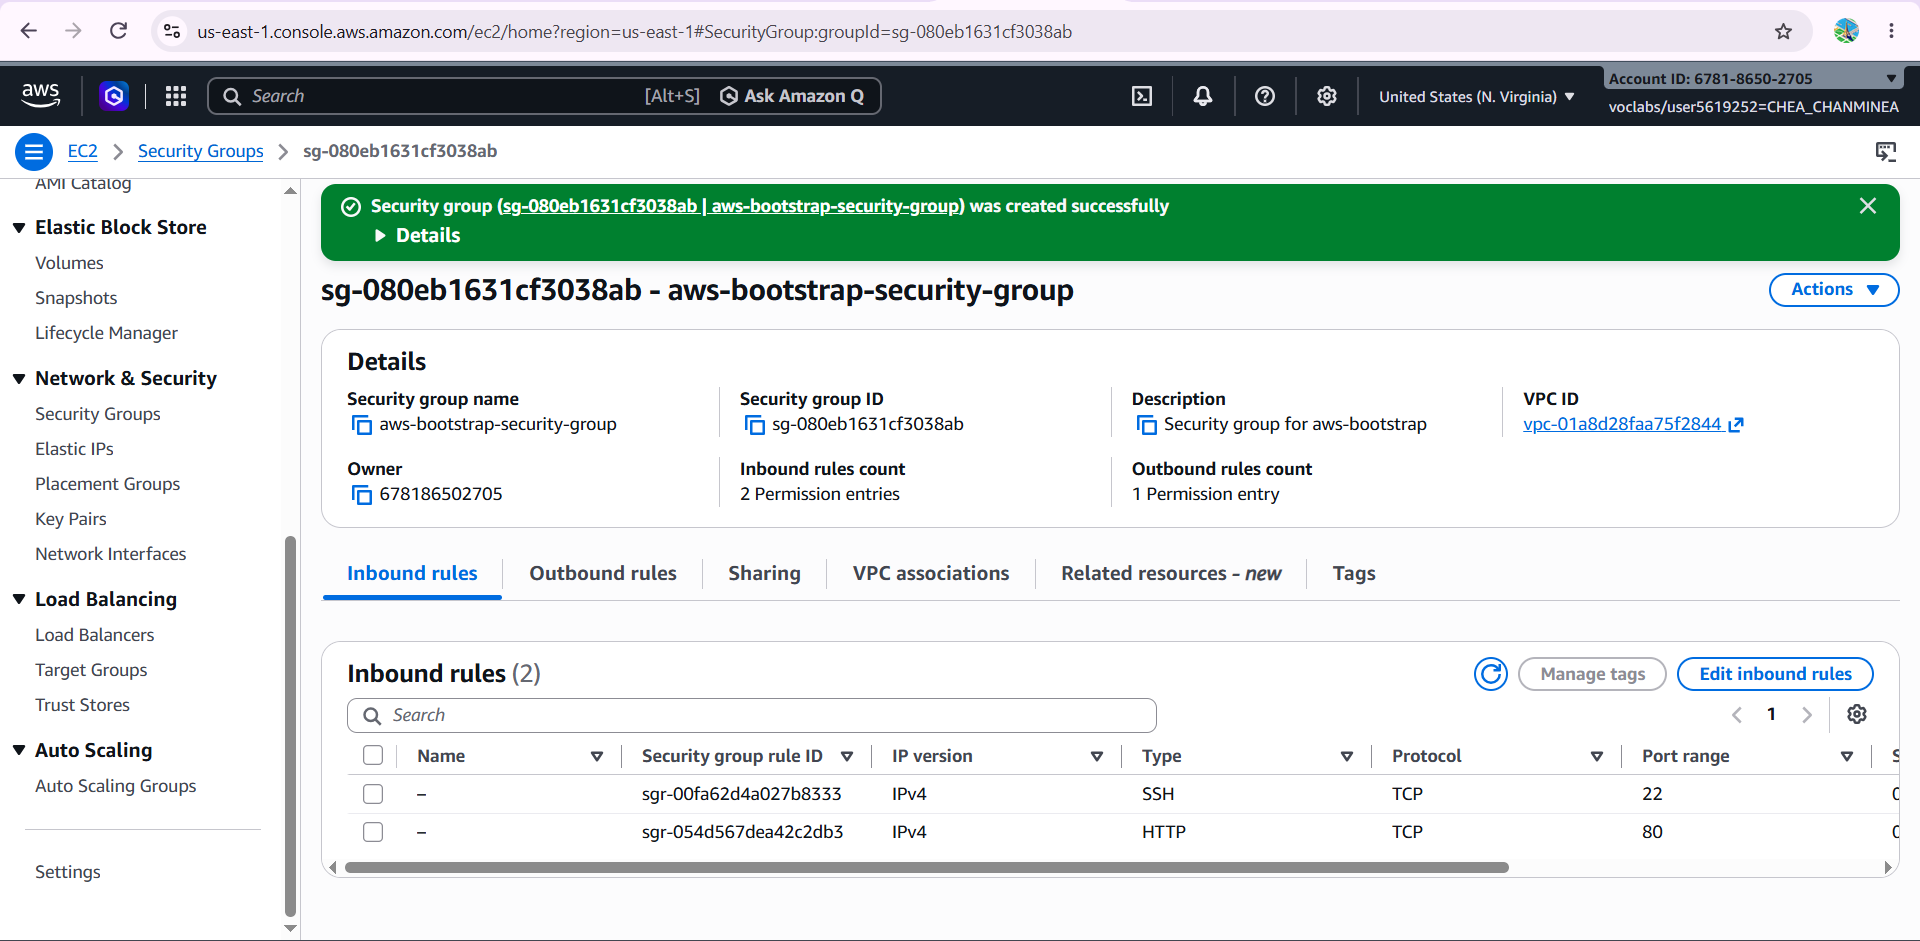 us-east-1.console.aws.amazon.com/ec2/home?region=us-east-1#SecurityGroup:groupId=sg-080eb1631cf3038ab
aws
Search
[Alt+S]
Ask Amazon Q
United States (N. Virginia)
Account ID: 6781-8650-2705
voclabs/user5619252=CHEA_CHANMINEA
EC2
Security Groups
sg-080eb1631cf3038ab
AMI Catalog
Elastic Block Store
Volumes
Snapshots
Lifecycle Manager
Network & Security
Security Groups
Elastic IPs
Placement Groups
Key Pairs
Network Interfaces
Load Balancing
Load Balancers
Target Groups
Trust Stores
Auto Scaling
Auto Scaling Groups
Settings
Security group (sg-080eb1631cf3038ab | aws-bootstrap-security-group) was created successfully
Details
sg-080eb1631cf3038ab - aws-bootstrap-security-group
Actions
Details
Security group name
aws-bootstrap-security-group
Security group ID
sg-080eb1631cf3038ab
Description
Security group for aws-bootstrap
VPC ID
vpc-01a8d28faa75f2844
Owner
678186502705
Inbound rules count
2 Permission entries
Outbound rules count
1 Permission entry
Inbound rules
Outbound rules
Sharing
VPC associations
Related resources - new
Tags
Inbound rules (2)
Manage tags
Edit inbound rules
Search
1
Name Security group rule ID IP version Type Protocol Port range
– sgr-00fa62d4a027b8333 IPv4 SSH TCP 22
– sgr-054d567dea42c2db3 IPv4 HTTP TCP 80